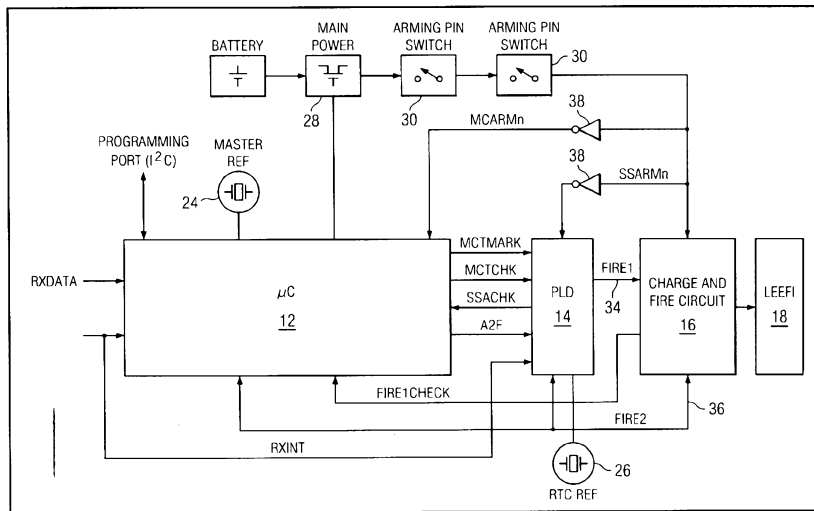 BATTERY
MAIN
POWER
ARMING PIN
SWITCH
ARMING PIN
SWITCH
30
28
30
38
MCARMn
PROGRAMMING
PORT (I²C)
MASTER
REF
24
38
SSARMn
MCTMARK
RXDATA
MCTCHK
FIRE1
μC
12
SSACHK
PLD
14
34
CHARGE AND
FIRE CIRCUIT
16
LEEFI
18
A2F
FIRE1CHECK
FIRE2
36
RXINT
26
RTC REF